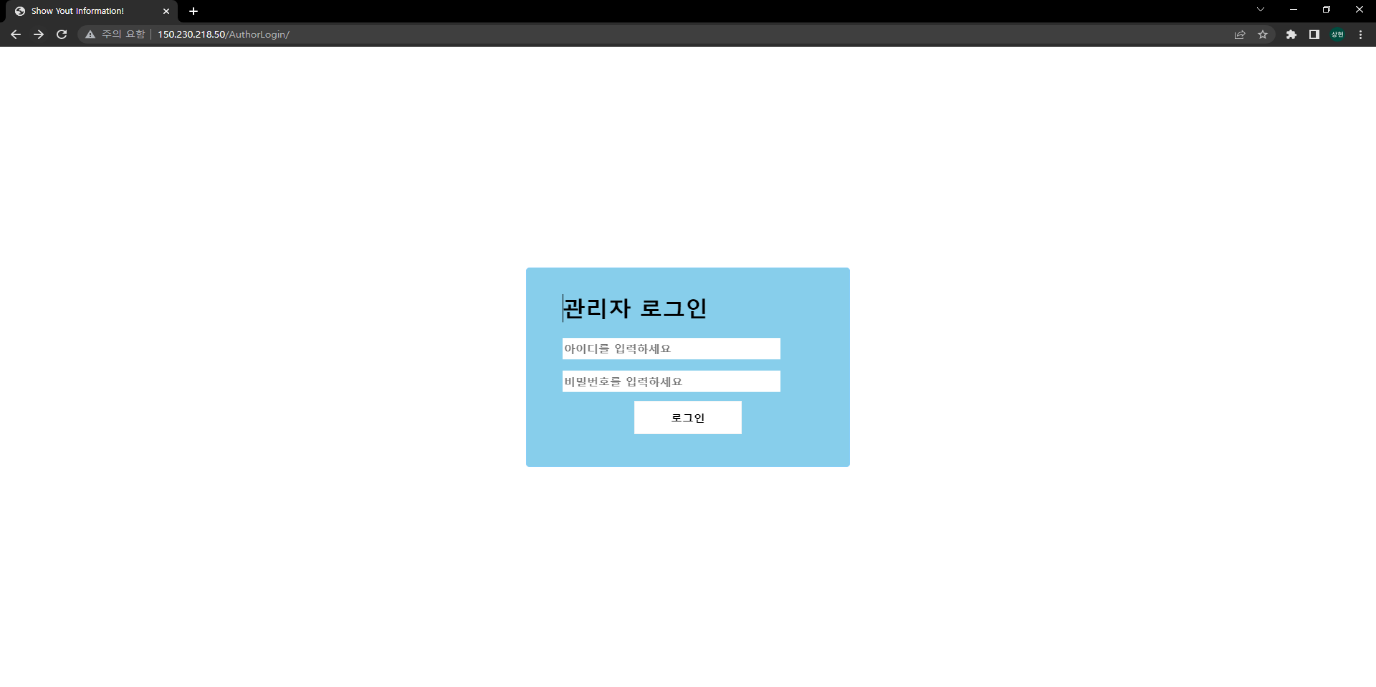 Show Yout Information!
주의 요함 | 150.230.218.50/AuthorLogin/
상현
관리자 로그인
아이디를 입력하세요
비밀번호를 입력하세요
로그인